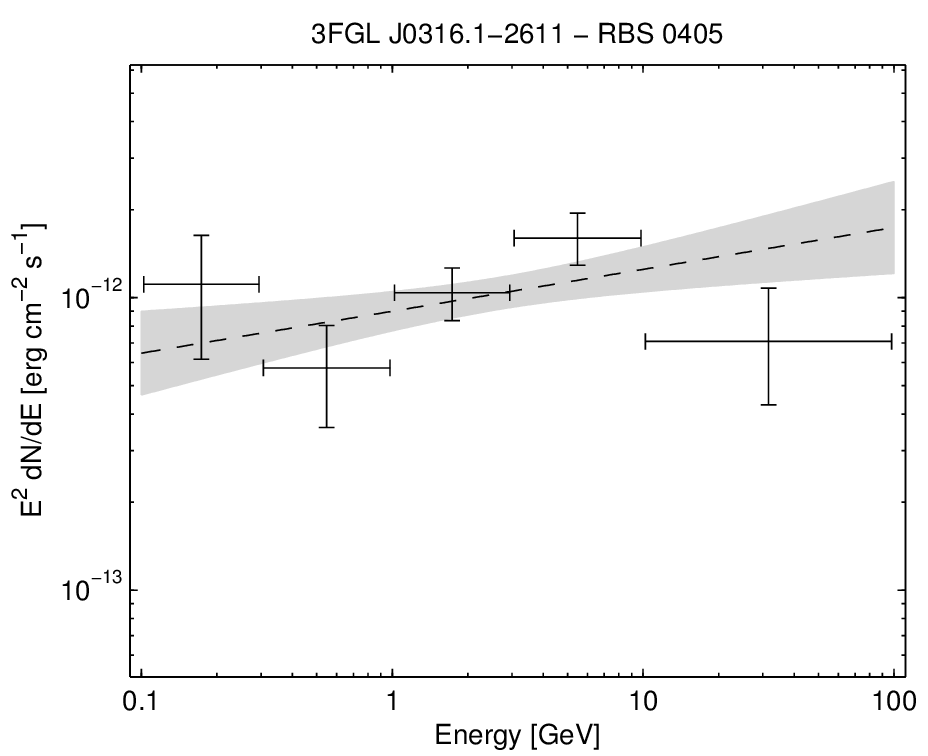 3FGL J0316.1−2611 − RBS 0405
E² dN/dE [erg cm⁻² s⁻¹]
10⁻¹²
10⁻¹³
0.1 1 10 100
Energy [GeV]